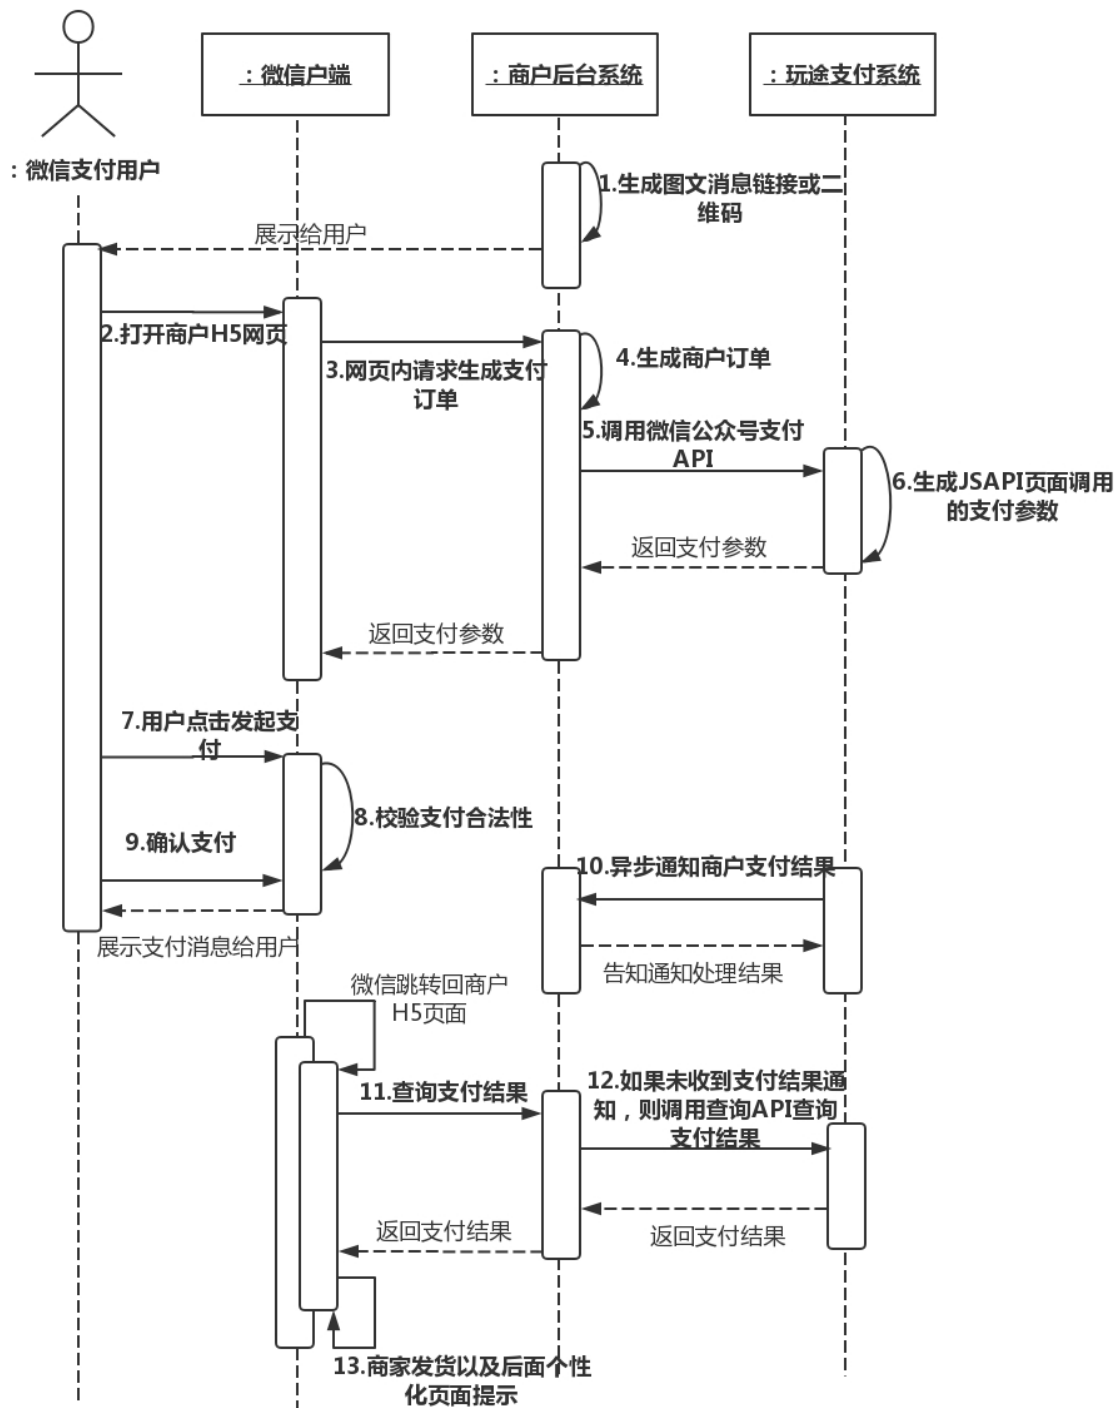 ：微信户端
：商户后台系统
：玩途支付系统
：微信支付用户
1.生成图文消息链接或二
维码
展示给用户
2.打开商户H5网页
3.网页内请求生成支付
订单
4.生成商户订单
5.调用微信公众号支付
API
6.生成JSAPI页面调用
的支付参数
返回支付参数
返回支付参数
7.用户点击发起支
付
8.校验支付合法性
9.确认支付
10.异步通知商户支付结果
展示支付消息给用户
告知通知处理结果
微信跳转回商户
H5页面
11.查询支付结果
12.如果未收到支付结果通
知，则调用查询API查询
支付结果
返回支付结果
返回支付结果
13.商家发货以及后面个性
化页面提示